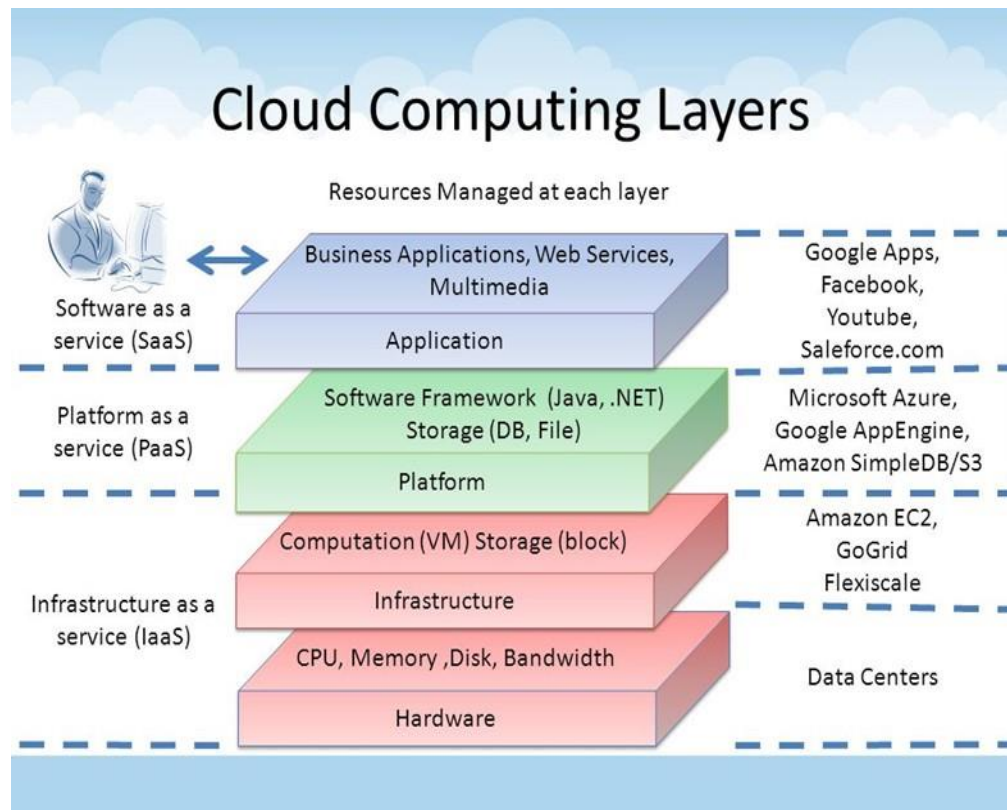 Cloud Computing Layers
Resources Managed at each layer
Software as a
service (SaaS)
Business Applications, Web Services,
Multimedia
Application
Google Apps,
Facebook,
Youtube,
Saleforce.com
Platform as a
service (PaaS)
Software Framework (Java, .NET)
Storage (DB, File)
Platform
Microsoft Azure,
Google AppEngine,
Amazon SimpleDB/S3
Infrastructure as a
service (IaaS)
Computation (VM) Storage (block)
Infrastructure
Amazon EC2,
GoGrid
Flexiscale
CPU, Memory ,Disk, Bandwidth
Hardware
Data Centers